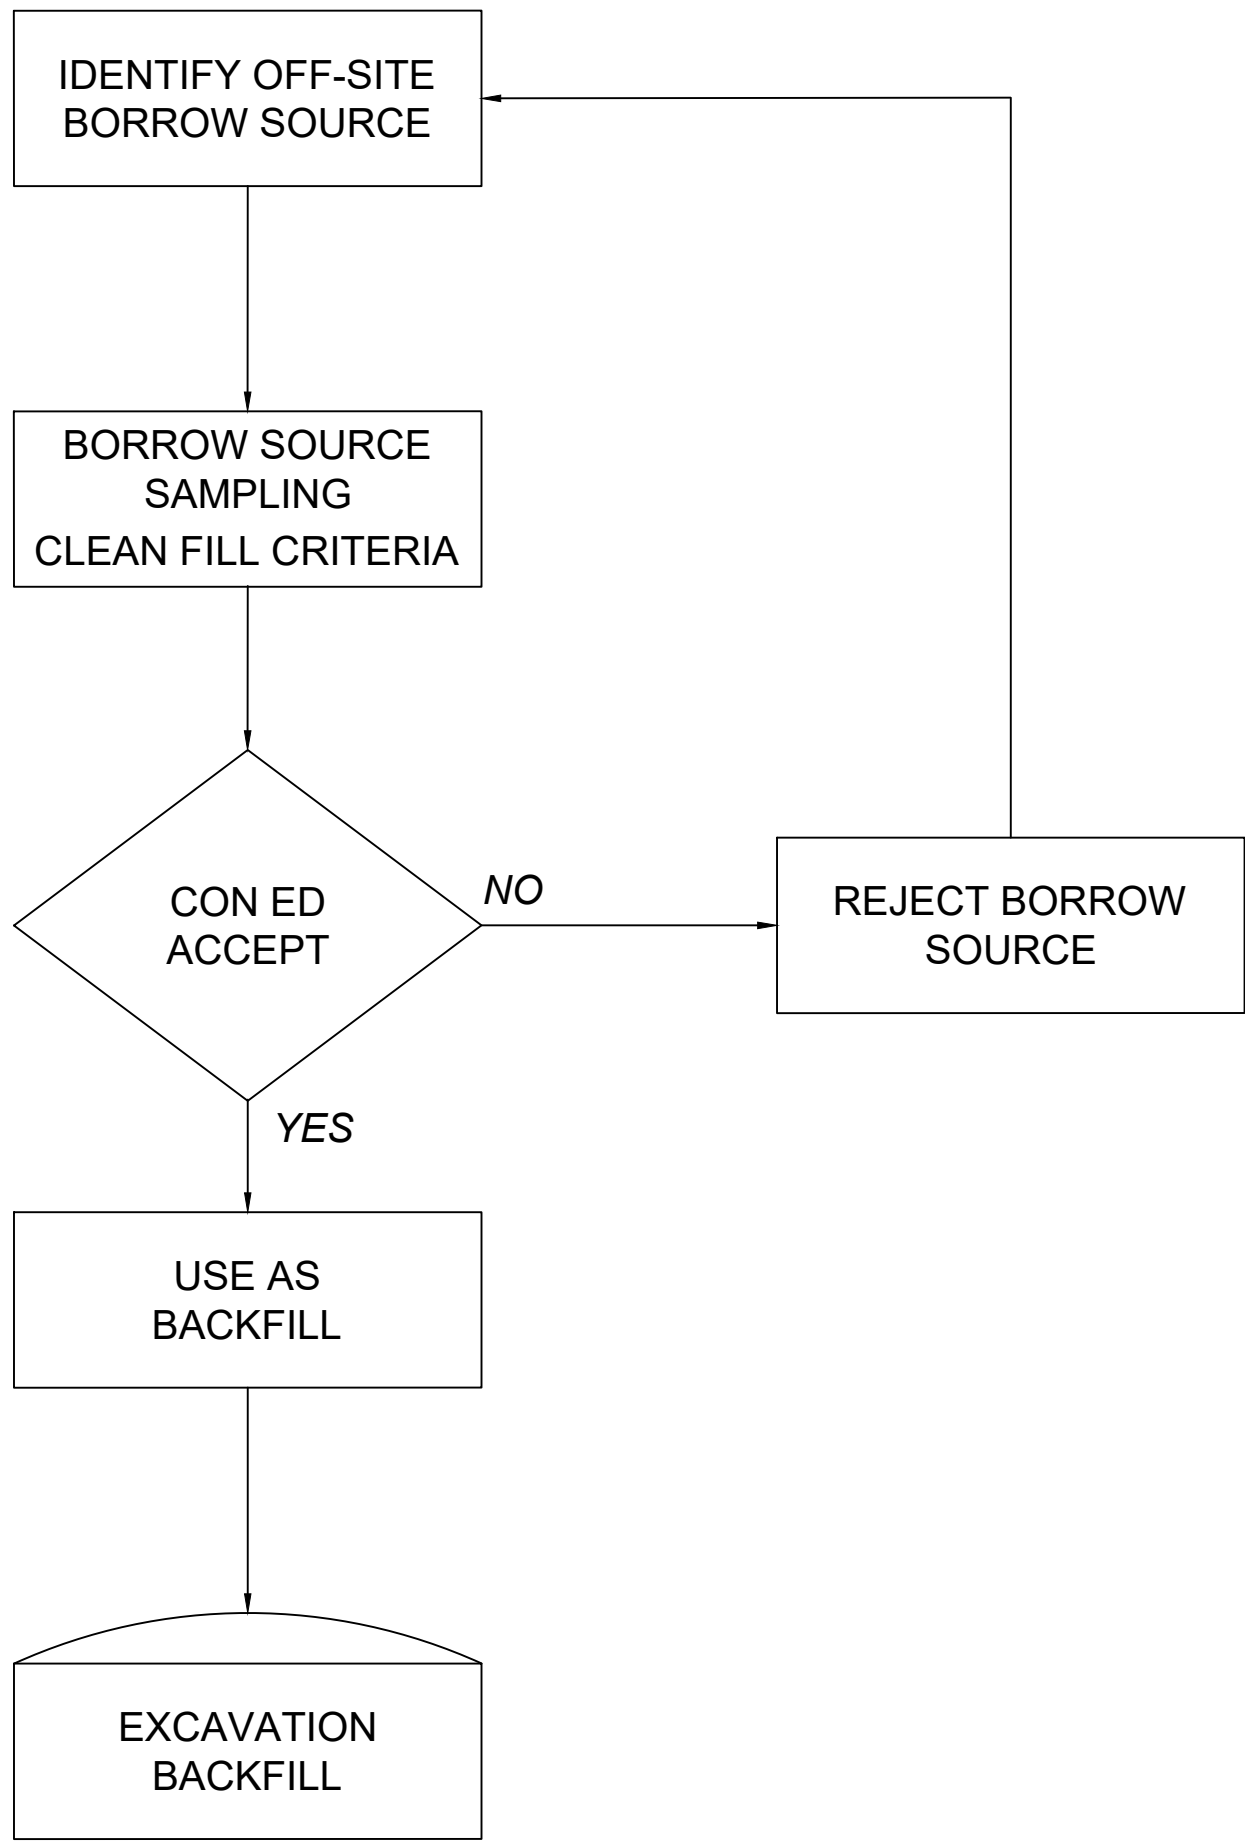 IDENTIFY OFF-SITE
BORROW SOURCE
BORROW SOURCE
SAMPLING
CLEAN FILL CRITERIA
CON ED
ACCEPT
NO
REJECT BORROW
SOURCE
YES
USE AS
BACKFILL
EXCAVATION
BACKFILL